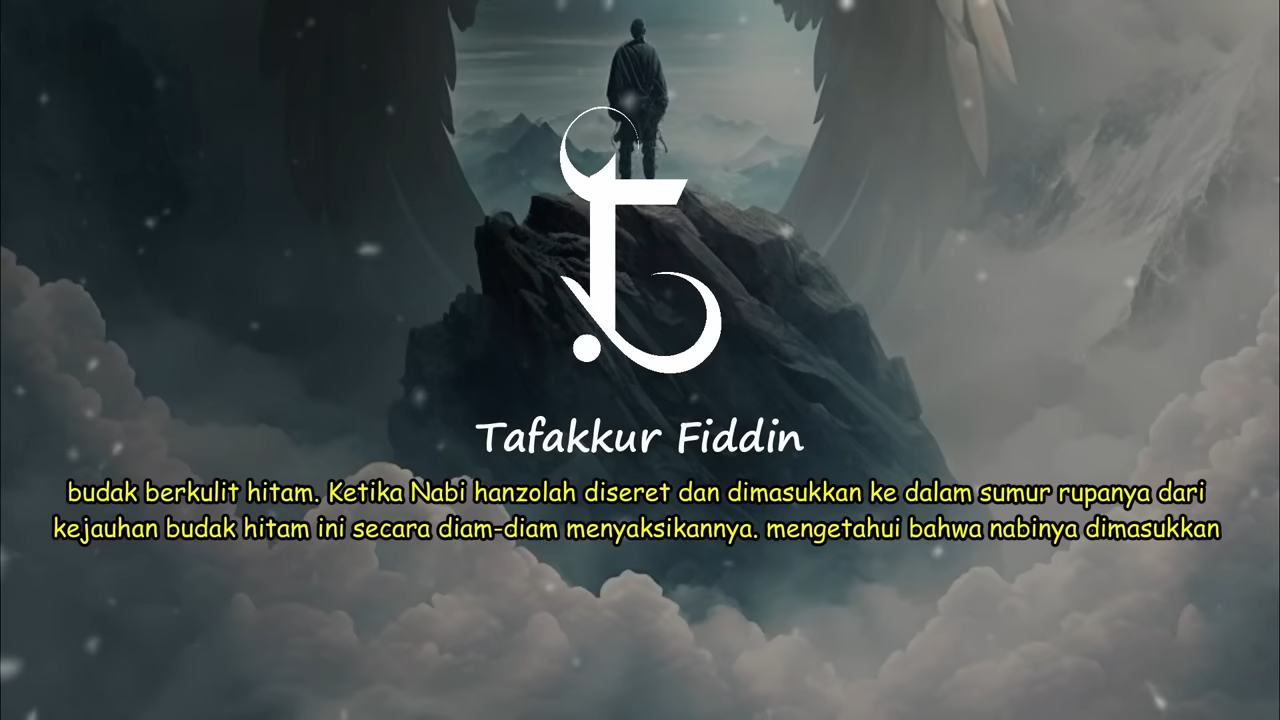 Tafakkur Fiddin
budak berkulit hitam. Ketika Nabi hanzolah diseret dan dimasukkan ke dalam sumur rupanya dari
kejauhan budak hitam ini secara diam-diam menyaksikannya. mengetahui bahwa nabinya dimasukkan